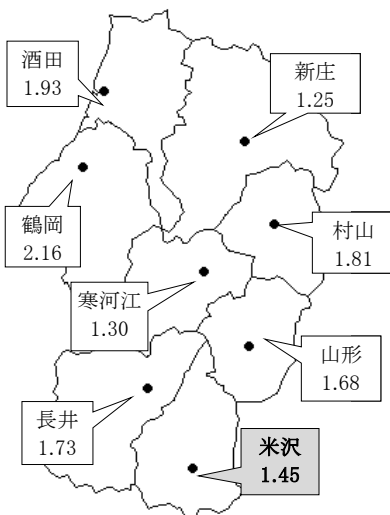 酒田
1.93
新庄
1.25
鶴岡
2.16
村山
1.81
寒河江
1.30
山形
1.68
長井
1.73
米沢
1.45